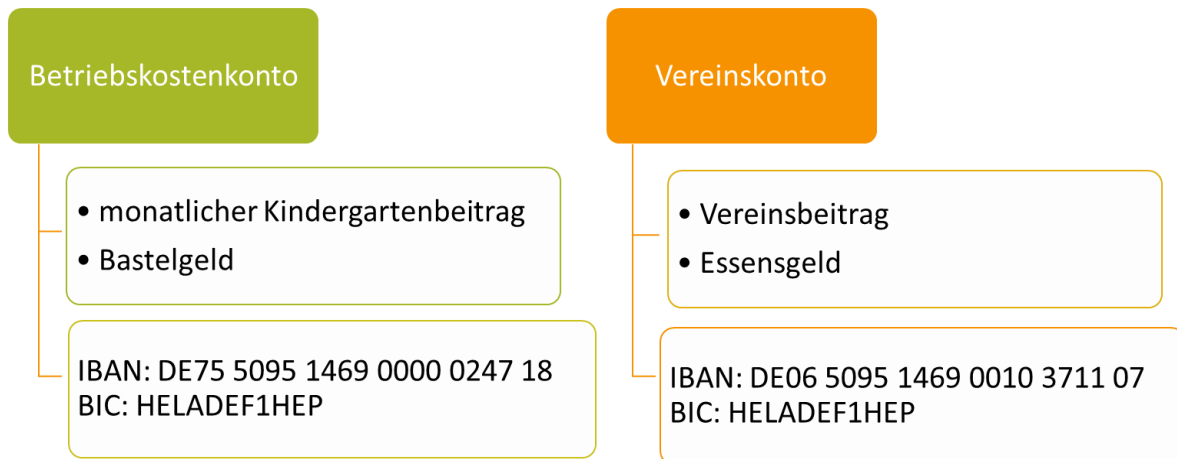 Betriebskostenkonto
• monatlicher Kindergartenbeitrag
• Bastelgeld
IBAN: DE75 5095 1469 0000 0247 18
BIC: HELADEF1HEP
Vereinskonto
• Vereinsbeitrag
• Essensgeld
IBAN: DE06 5095 1469 0010 3711 07
BIC: HELADEF1HEP